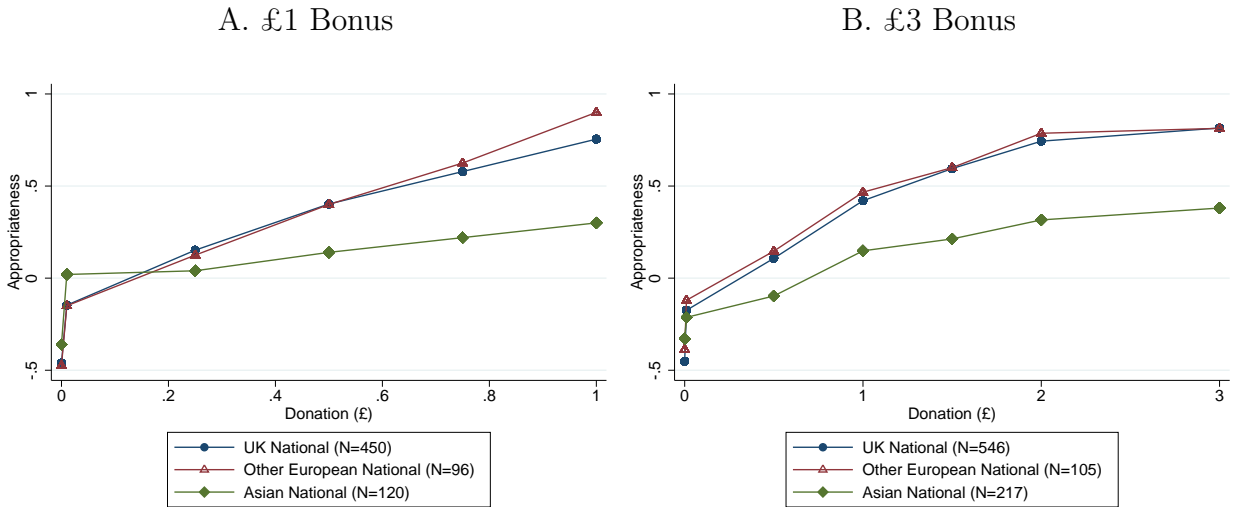 A. £1 Bonus
Appropriateness
1
.5
0
-.5
0 .2 .4 .6 .8 1
Donation (£)
UK National (N=450)
Other European National (N=96)
Asian National (N=120)
B. £3 Bonus
Appropriateness
1
.5
0
-.5
0 1 2 3
Donation (£)
UK National (N=546)
Other European National (N=105)
Asian National (N=217)